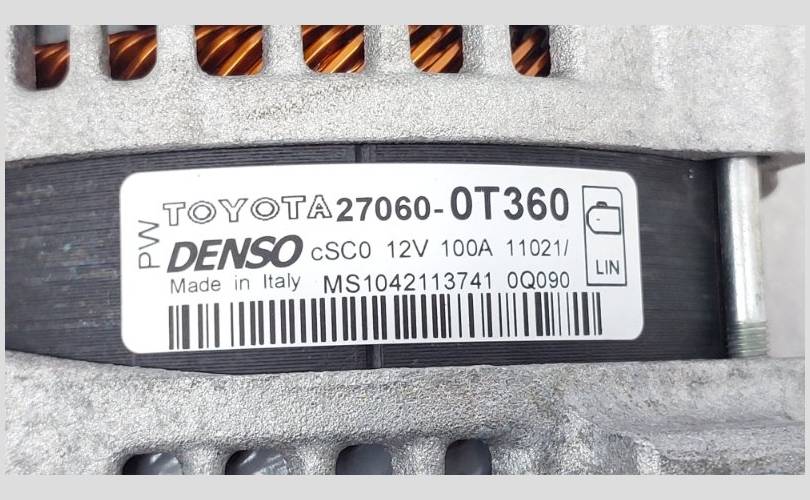 PW
TOYOTA 27060-0T360
DENSO cSC0 12V 100A 11021/
Made in Italy MS1042113741 0Q090
LIN